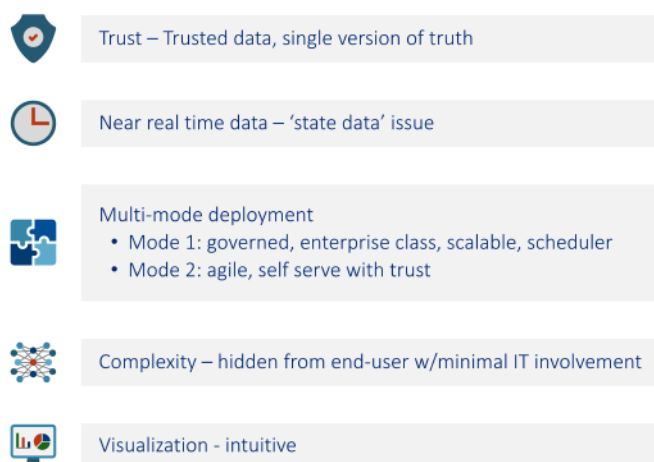 Trust – Trusted data, single version of truth
Near real time data – ‘state data’ issue
Multi-mode deployment
• Mode 1: governed, enterprise class, scalable, scheduler
• Mode 2: agile, self serve with trust
Complexity – hidden from end-user w/minimal IT involvement
Visualization - intuitive